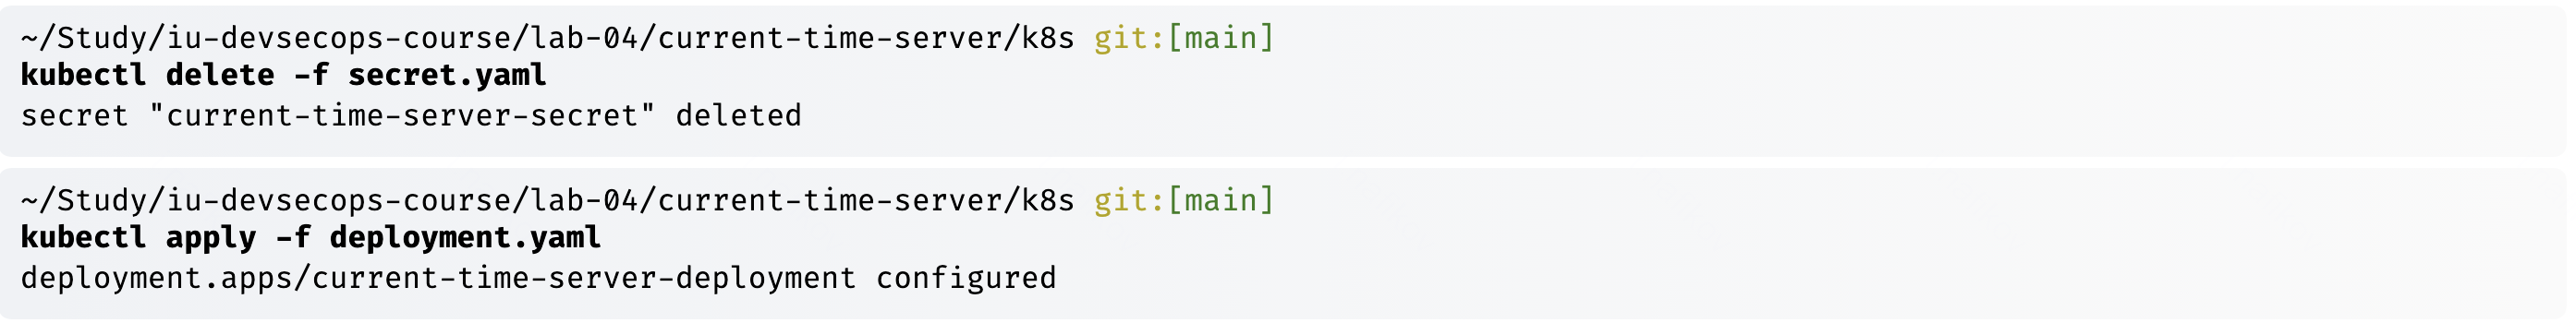 ~/Study/iu-devsecops-course/lab-04/current-time-server/k8s git:[main]
kubectl delete -f secret.yaml
secret "current-time-server-secret" deleted
~/Study/iu-devsecops-course/lab-04/current-time-server/k8s git:[main]
kubectl apply -f deployment.yaml
deployment.apps/current-time-server-deployment configured